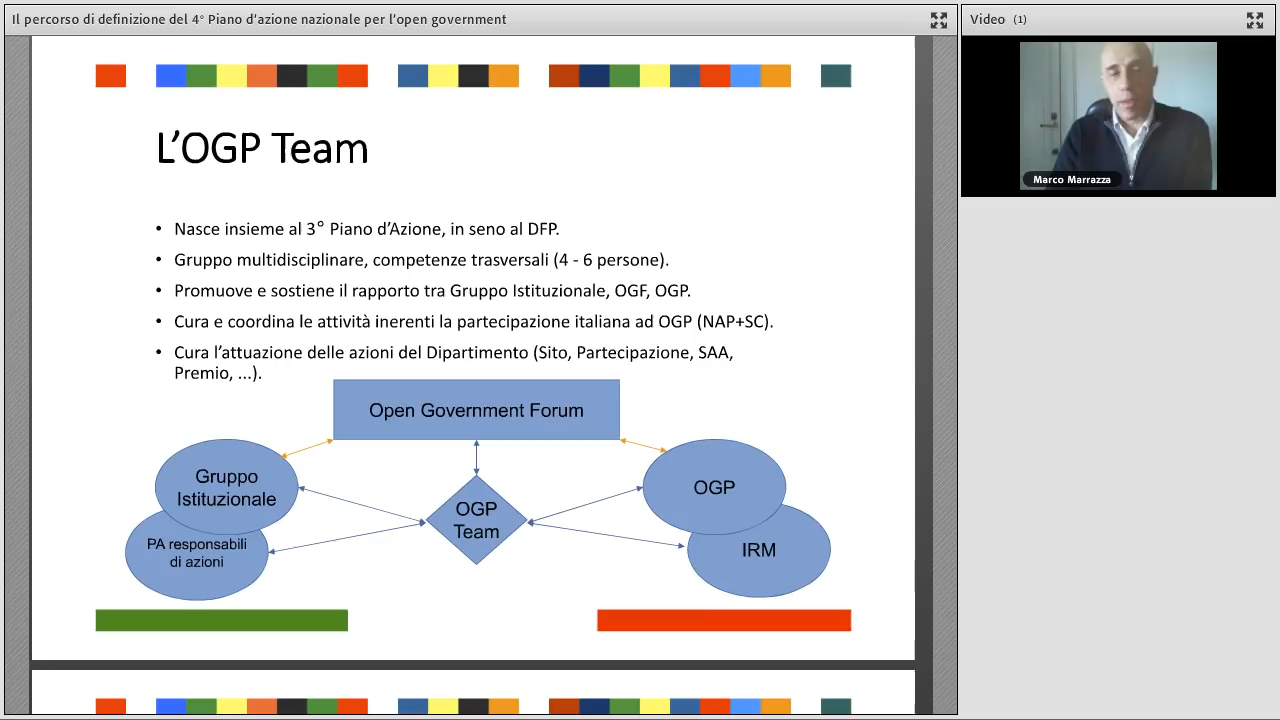 Il percorso di definizione del 4° Piano d'azione nazionale per l'open government
Video (1)
Marco Marrazza
L’OGP Team
• Nasce insieme al 3° Piano d’Azione, in seno al DFP.
• Gruppo multidisciplinare, competenze trasversali (4 - 6 persone).
• Promuove e sostiene il rapporto tra Gruppo Istituzionale, OGF, OGP.
• Cura e coordina le attività inerenti la partecipazione italiana ad OGP (NAP+SC).
• Cura l’attuazione delle azioni del Dipartimento (Sito, Partecipazione, SAA,
Premio, ...).
Open Government Forum
Gruppo
Istituzionale
PA responsabili
di azioni
OGP
Team
OGP
IRM